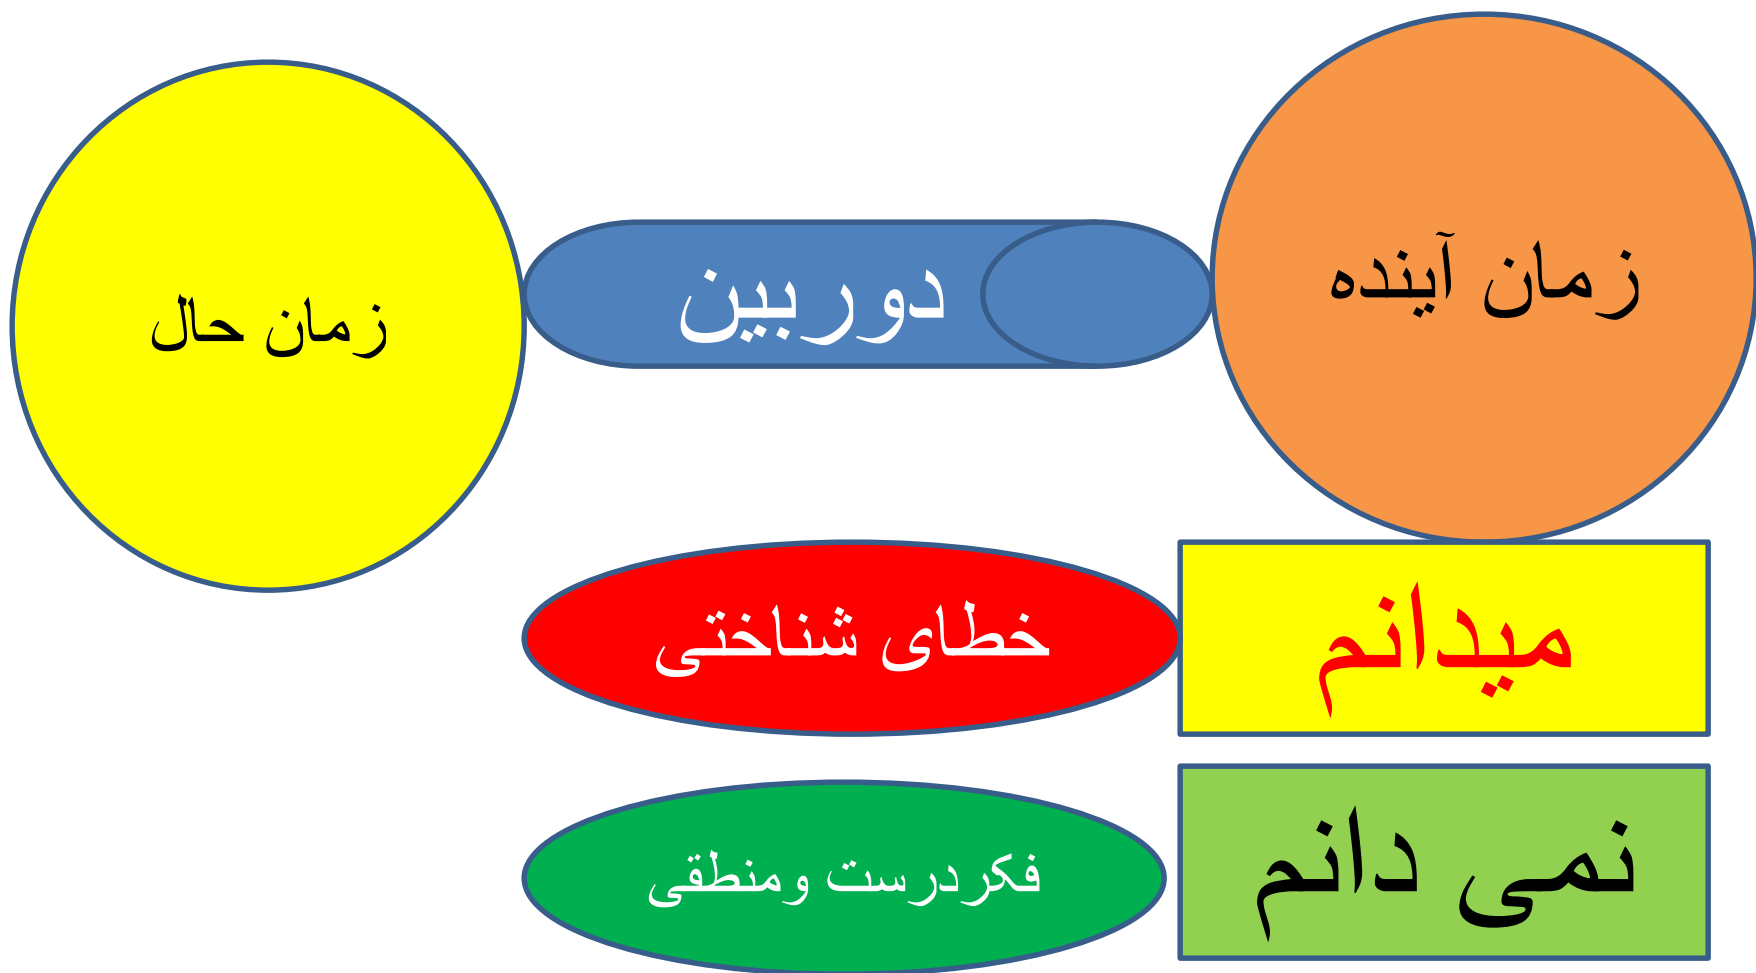 زمان آینده
دوربین
زمان حال
میدانم
خطای شناختی
نمی دانم
فکردرست ومنطقی